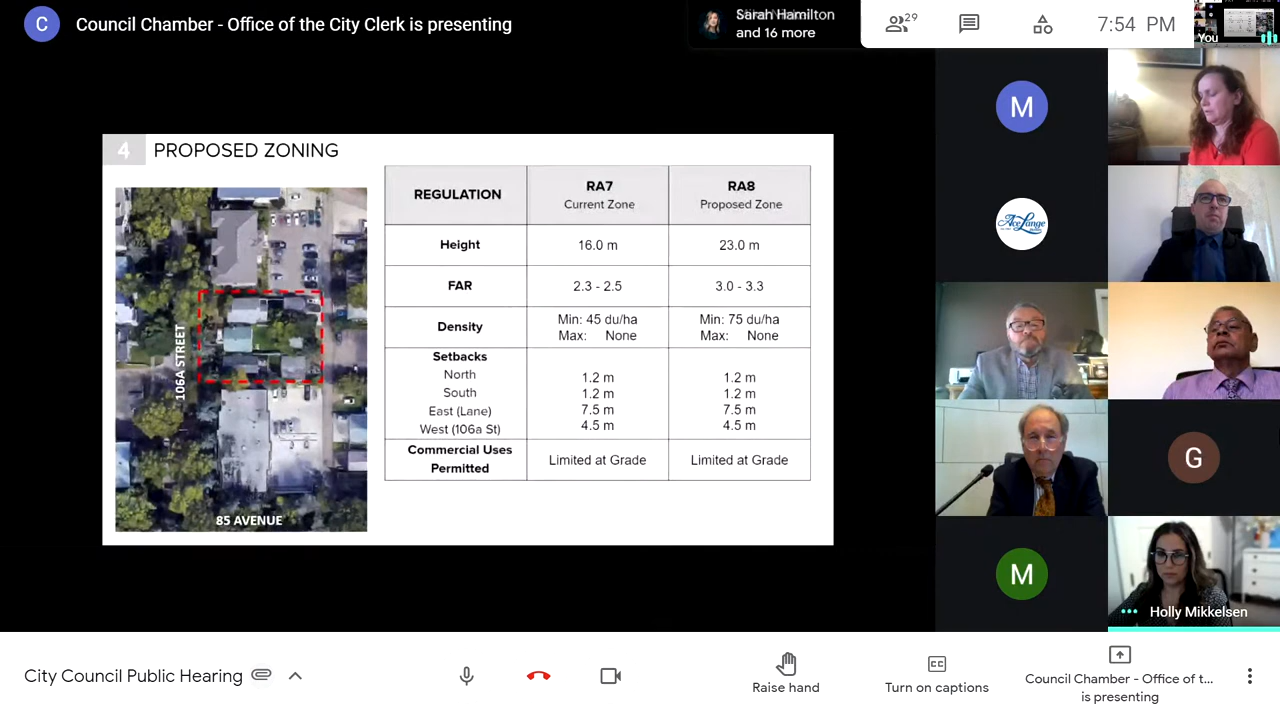 C
Council Chamber - Office of the City Clerk is presenting
Sarah Hamilton
and 16 more
29
7:54 PM
You
4
PROPOSED ZONING
REGULATION
RA7
Current Zone
RA8
Proposed Zone
Height
16.0 m
23.0 m
FAR
2.3 - 2.5
3.0 - 3.3
Density
Min: 45 du/ha
Max: None
Min: 75 du/ha
Max: None
Setbacks
North
1.2 m
1.2 m
South
1.2 m
1.2 m
East (Lane)
7.5 m
7.5 m
West (106a St)
4.5 m
4.5 m
Commercial Uses
Permitted
Limited at Grade
Limited at Grade
106A STREET
85 AVENUE
M
Ace Lange
G
M
Holly Mikkelsen
City Council Public Hearing
Raise hand
CC
Turn on captions
Council Chamber - Office of t...
is presenting